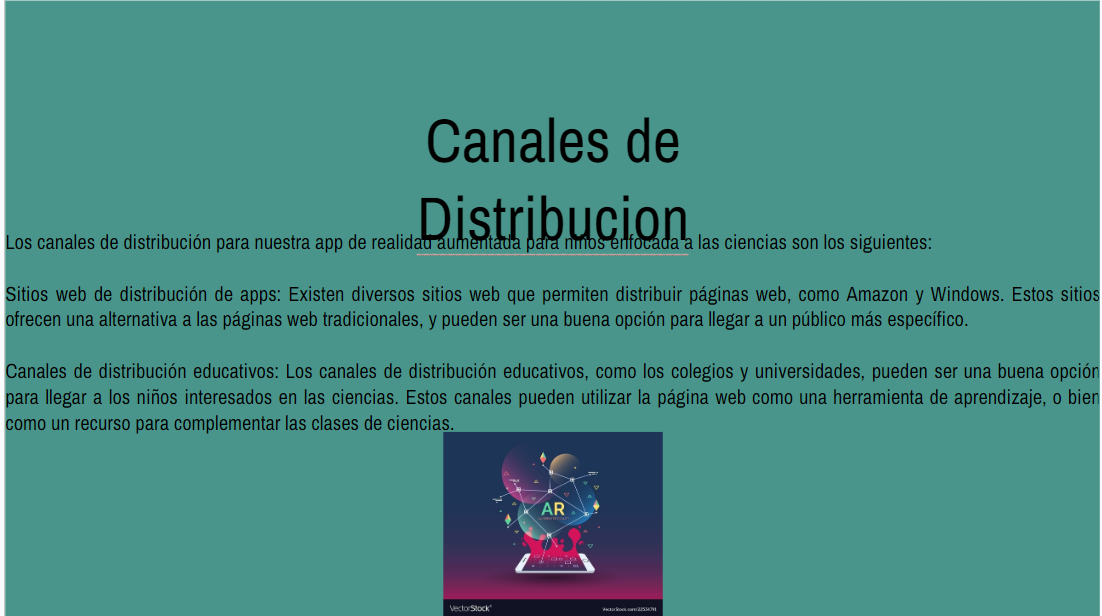 Canales de
Distribucion
Los canales de distribución para nuestra app de realidad aumentada para niños enfocada a las ciencias son los siguientes:
Sitios web de distribución de apps: Existen diversos sitios web que permiten distribuir páginas web, como Amazon y Windows. Estos sitios
ofrecen una alternativa a las páginas web tradicionales, y pueden ser una buena opción para llegar a un público más específico.
Canales de distribución educativos: Los canales de distribución educativos, como los colegios y universidades, pueden ser una buena opción
para llegar a los niños interesados en las ciencias. Estos canales pueden utilizar la página web como una herramienta de aprendizaje, o bien
como un recurso para complementar las clases de ciencias.
AR
VectorStock®
VectorStock.com/22534791